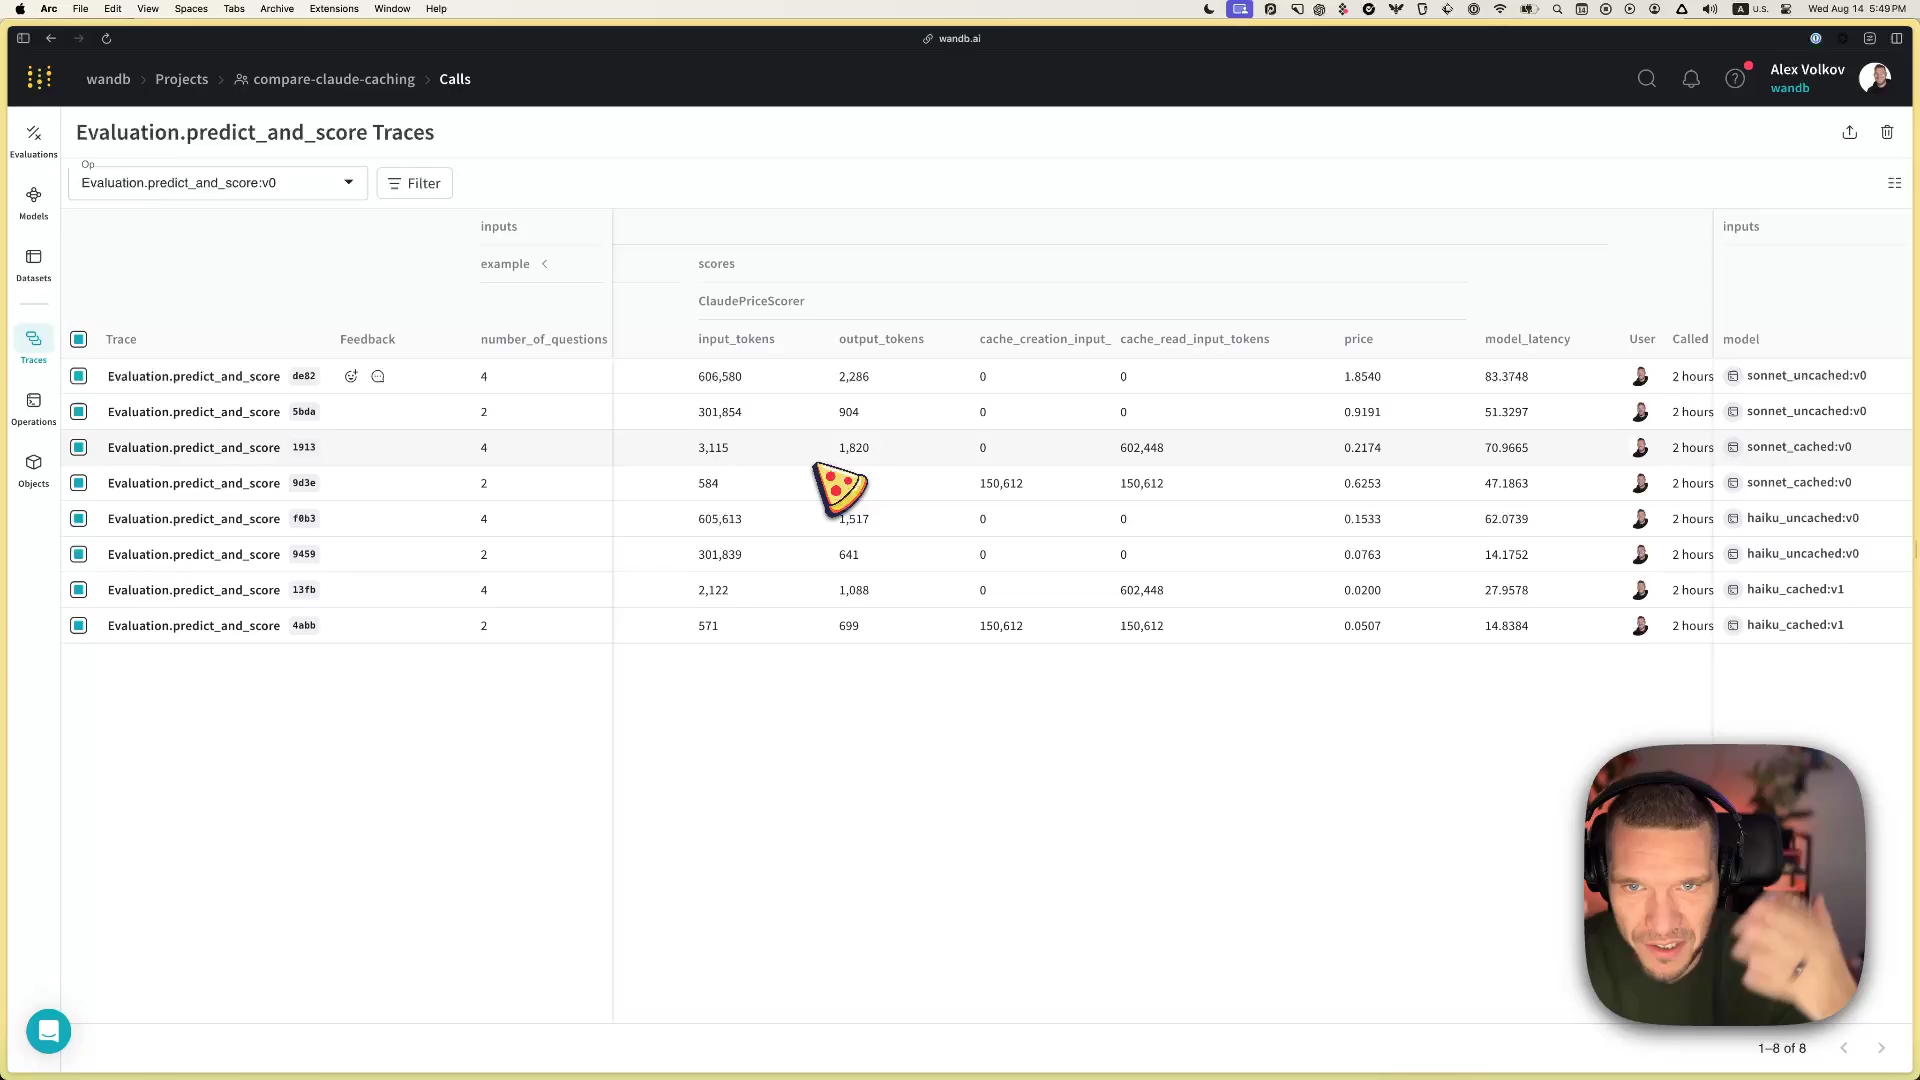 Arc File Edit View Spaces Tabs Archive Extensions Window Help
A U.S. Wed Aug 14 5:49 PM
wandb.ai
wandb > Projects > compare-claude-caching > Calls
Alex Volkov
wandb
Evaluation.predict_and_score Traces
Evaluations
Models
Datasets
Traces
Operations
Objects
Op
Evaluation.predict_and_score:v0 Filter
inputs inputs
example < scores
ClaudePriceScorer
Trace Feedback number_of_questions input_tokens output_tokens cache_creation_input_ cache_read_input_tokens price model_latency User Called model
Evaluation.predict_and_score de82 4 606,580 2,286 0 0 1.8540 83.3748 2 hours sonnet_uncached:v0
Evaluation.predict_and_score 5bda 2 301,854 904 0 0 0.9191 51.3297 2 hours sonnet_uncached:v0
Evaluation.predict_and_score 1913 4 3,115 1,820 0 602,448 0.2174 70.9665 2 hours sonnet_cached:v0
Evaluation.predict_and_score 9d3e 2 584 150,612 150,612 0.6253 47.1863 2 hours sonnet_cached:v0
Evaluation.predict_and_score f0b3 4 605,613 1,517 0 0 0.1533 62.0739 2 hours haiku_uncached:v0
Evaluation.predict_and_score 9459 2 301,839 641 0 0 0.0763 14.1752 2 hours haiku_uncached:v0
Evaluation.predict_and_score 13fb 4 2,122 1,088 0 602,448 0.0200 27.9578 2 hours haiku_cached:v1
Evaluation.predict_and_score 4abb 2 571 699 150,612 150,612 0.0507 14.8384 2 hours haiku_cached:v1
1–8 of 8